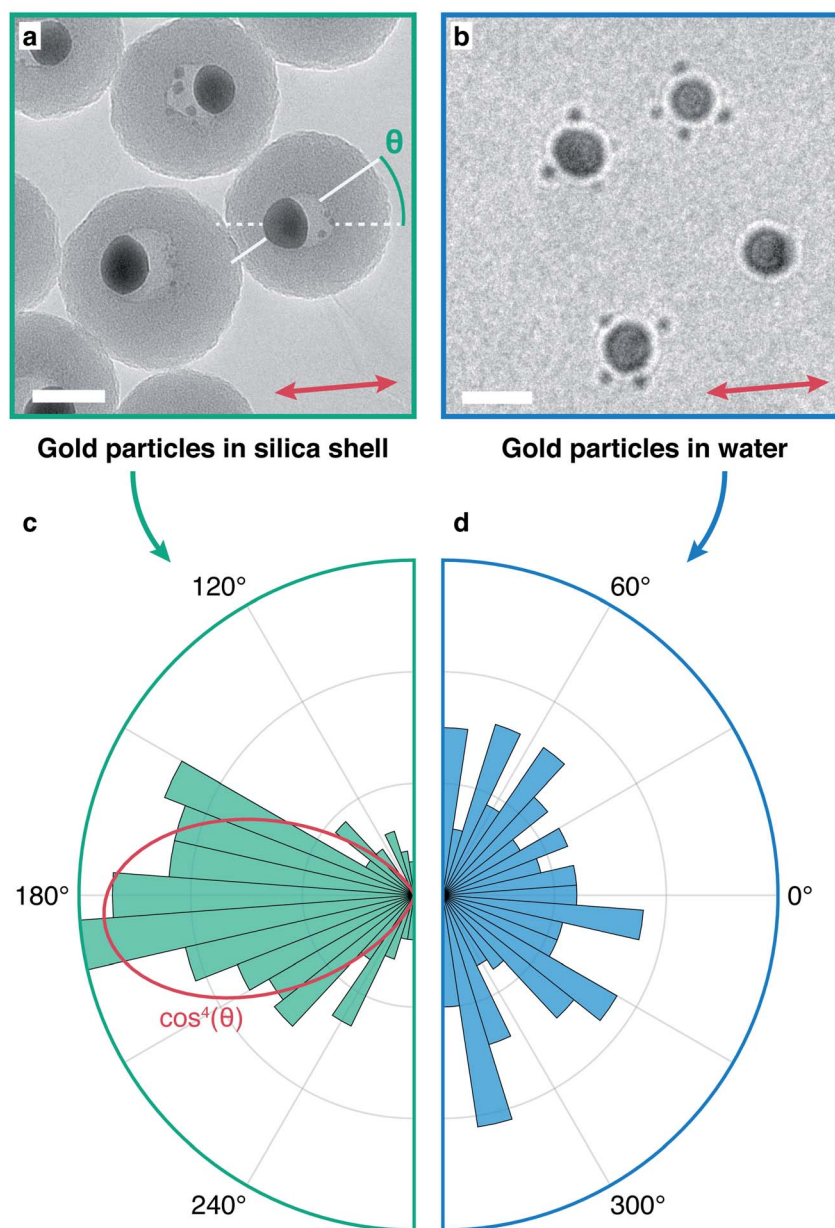 a
b
θ
Gold particles in silica shell
Gold particles in water
c
d
120°
60°
180°
0°
cos⁴(θ)
240°
300°